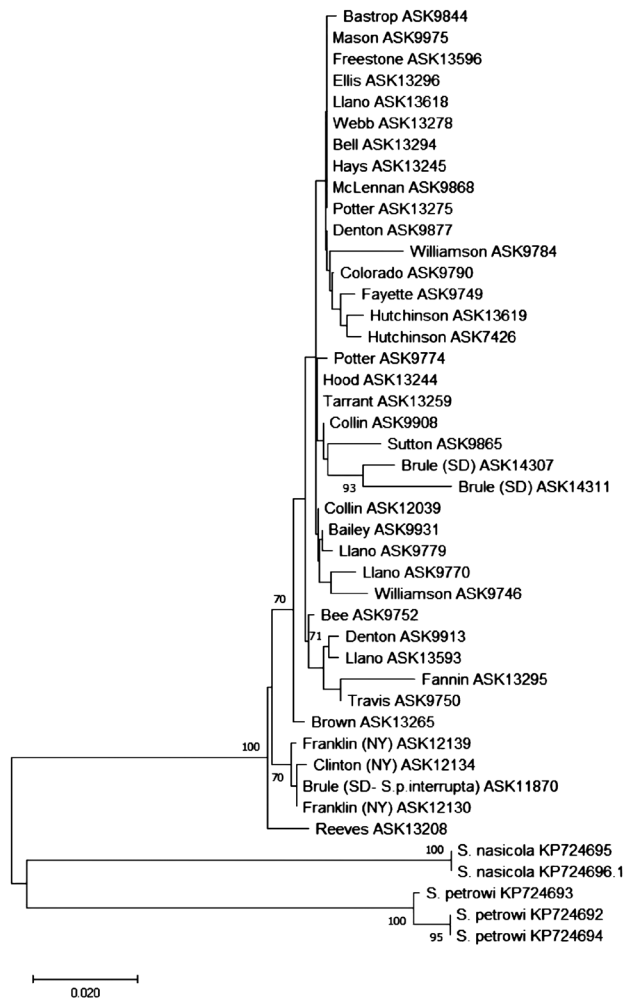 Bastrop ASK9844
Mason ASK9975
Freestone ASK13596
Ellis ASK13296
Llano ASK13618
Webb ASK13278
Bell ASK13294
Hays ASK13245
McLennan ASK9868
Potter ASK13275
Denton ASK9877
Williamson ASK9784
Colorado ASK9790
Fayette ASK9749
Hutchinson ASK13619
Hutchinson ASK7426
Potter ASK9774
Hood ASK13244
Tarrant ASK13259
Collin ASK9908
Sutton ASK9865
Brule (SD) ASK14307
93 Brule (SD) ASK14311
Collin ASK12039
Bailey ASK9931
Llano ASK9779
Llano ASK9770
Williamson ASK9746
70
Bee ASK9752
71 Denton ASK9913
Llano ASK13593
Fannin ASK13295
Travis ASK9750
Brown ASK13265
100 Franklin (NY) ASK12139
Clinton (NY) ASK12134
70
Brule (SD- S.p.interrupta) ASK11870
Franklin (NY) ASK12130
Reeves ASK13208
100 S. nasicola KP724695
S. nasicola KP724696.1
S. petrowi KP724693
100 S. petrowi KP724692
95 S. petrowi KP724694
0.020